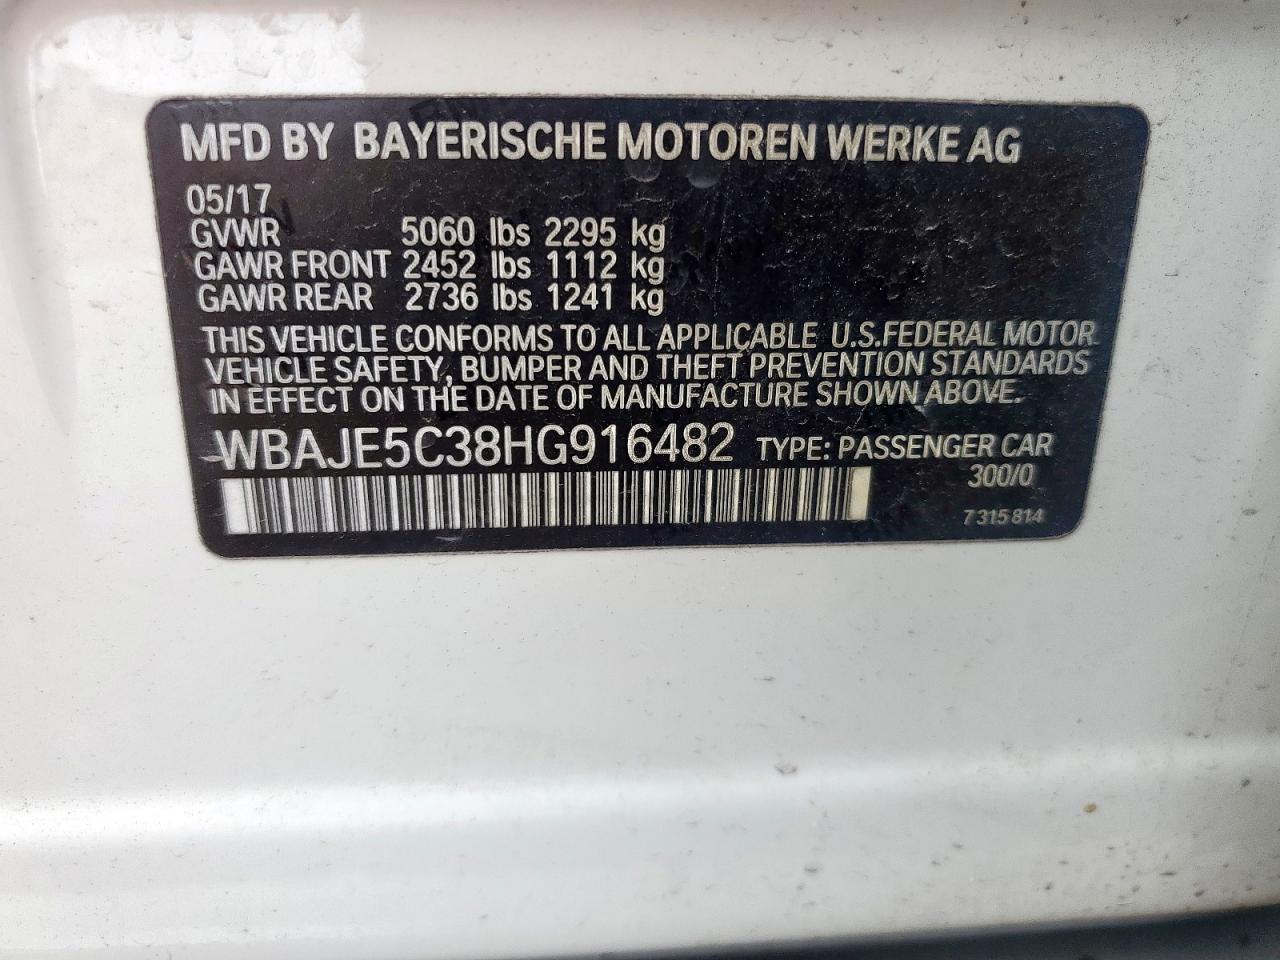 MFD BY BAYERISCHE MOTOREN WERKE AG
05/17
GVWR 5060 lbs 2295 kg
GAWR FRONT 2452 lbs 1112 kg
GAWR REAR 2736 lbs 1241 kg
THIS VEHICLE CONFORMS TO ALL APPLICABLE U.S.FEDERAL MOTOR
VEHICLE SAFETY, BUMPER AND THEFT PREVENTION STANDARDS
IN EFFECT ON THE DATE OF MANUFACTURE SHOWN ABOVE.
WBAJE5C38HG916482 TYPE: PASSENGER CAR
300/0
7 315 814